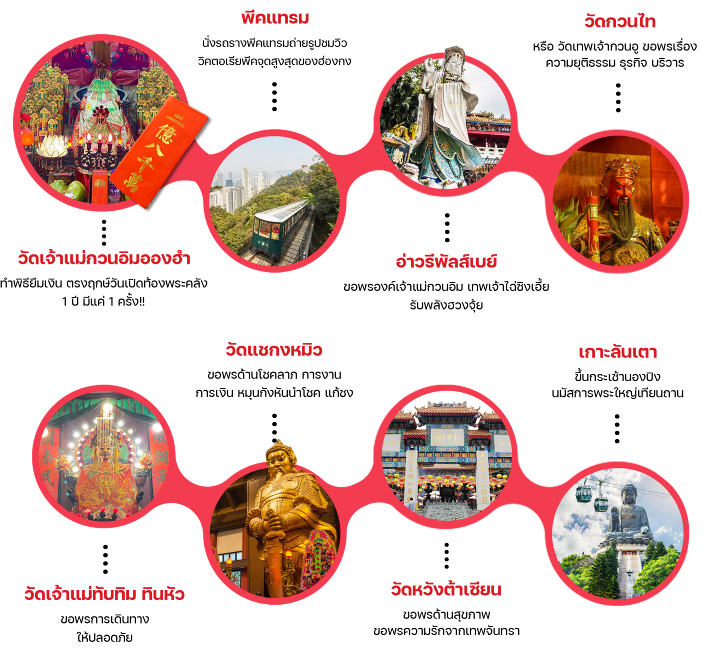 พีคแทรม
นั่งรถรางพีคแทรมถ่ายรูปชมวิว
วิคตอเรียพีคจุดสูงสุดของฮ่องกง
วัดกวนไท
หรือ วัดเทพเจ้ากวนอู ขอพรเรื่อง
ความยุติธรรม ธุรกิจ บริวาร
億八千萬
วัดเจ้าแม่กวนอิมฮองฮำ
ทำพิธียืมเงิน ตรงฤกษ์วันเปิดท้องพระคลัง
1 ปี มีแค่ 1 ครั้ง!!
อ่าวรีพัลส์เบย์
ขอพรองค์เจ้าแม่กวนอิม เทพเจ้าไฉ่ซิงเอี้ย
รับพลังฮวงจุ้ย
วัดแชกงหมิว
ขอพรด้านโชคลาภ การงาน
การเงิน หมุนกังหันนำโชค แก้ชง
เกาะลันเตา
ขึ้นกระเช้านองปิง
นมัสการพระใหญ่เทียนถาน
วัดเจ้าแม่ทับทิม ทินหัว
ขอพรการเดินทาง
ให้ปลอดภัย
วัดหวังต้าเซียน
ขอพรด้านสุขภาพ
ขอพรความรักจากเทพจันทรา